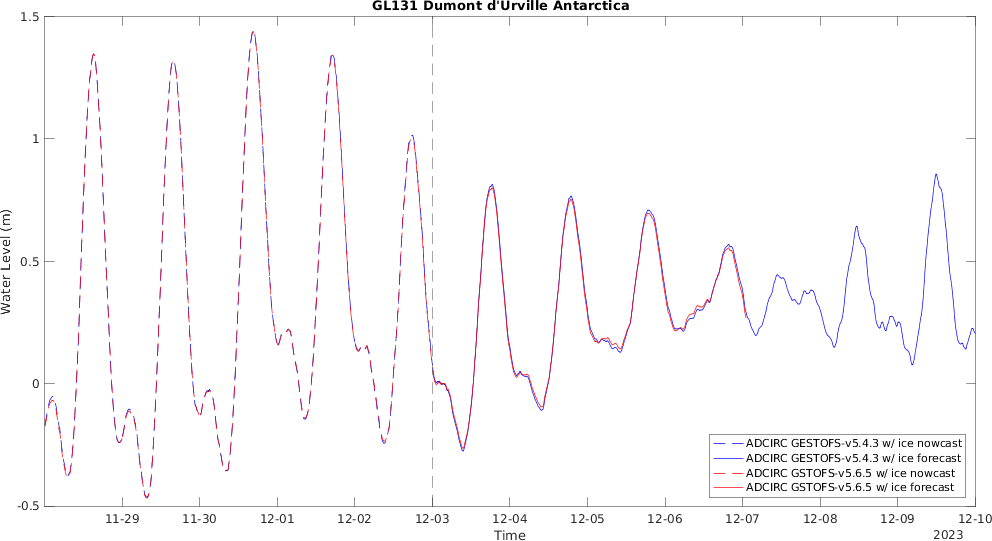 GL131 Dumont d'Urville Antarctica
1.5
1
0.5
0
-0.5
Water Level (m)
ADCIRC GESTOFS-v5.4.3 w/ ice nowcast
ADCIRC GESTOFS-v5.4.3 w/ ice forecast
ADCIRC GSTOFS-v5.6.5 w/ ice nowcast
ADCIRC GSTOFS-v5.6.5 w/ ice forecast
11-29 11-30 12-01 12-02 12-03 12-04 12-05 12-06 12-07 12-08 12-09 12-10
Time
2023